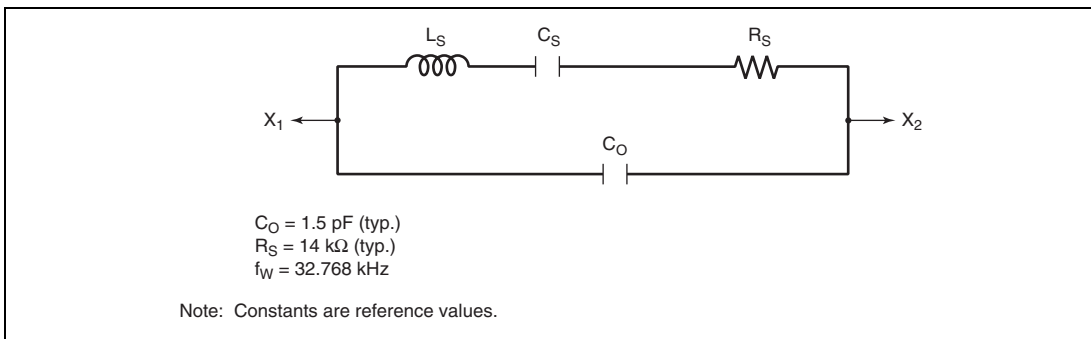 L_S C_S R_S
X_1 X_2
C_O
C_O = 1.5 pF (typ.)
R_S = 14 kΩ (typ.)
f_W = 32.768 kHz
Note: Constants are reference values.